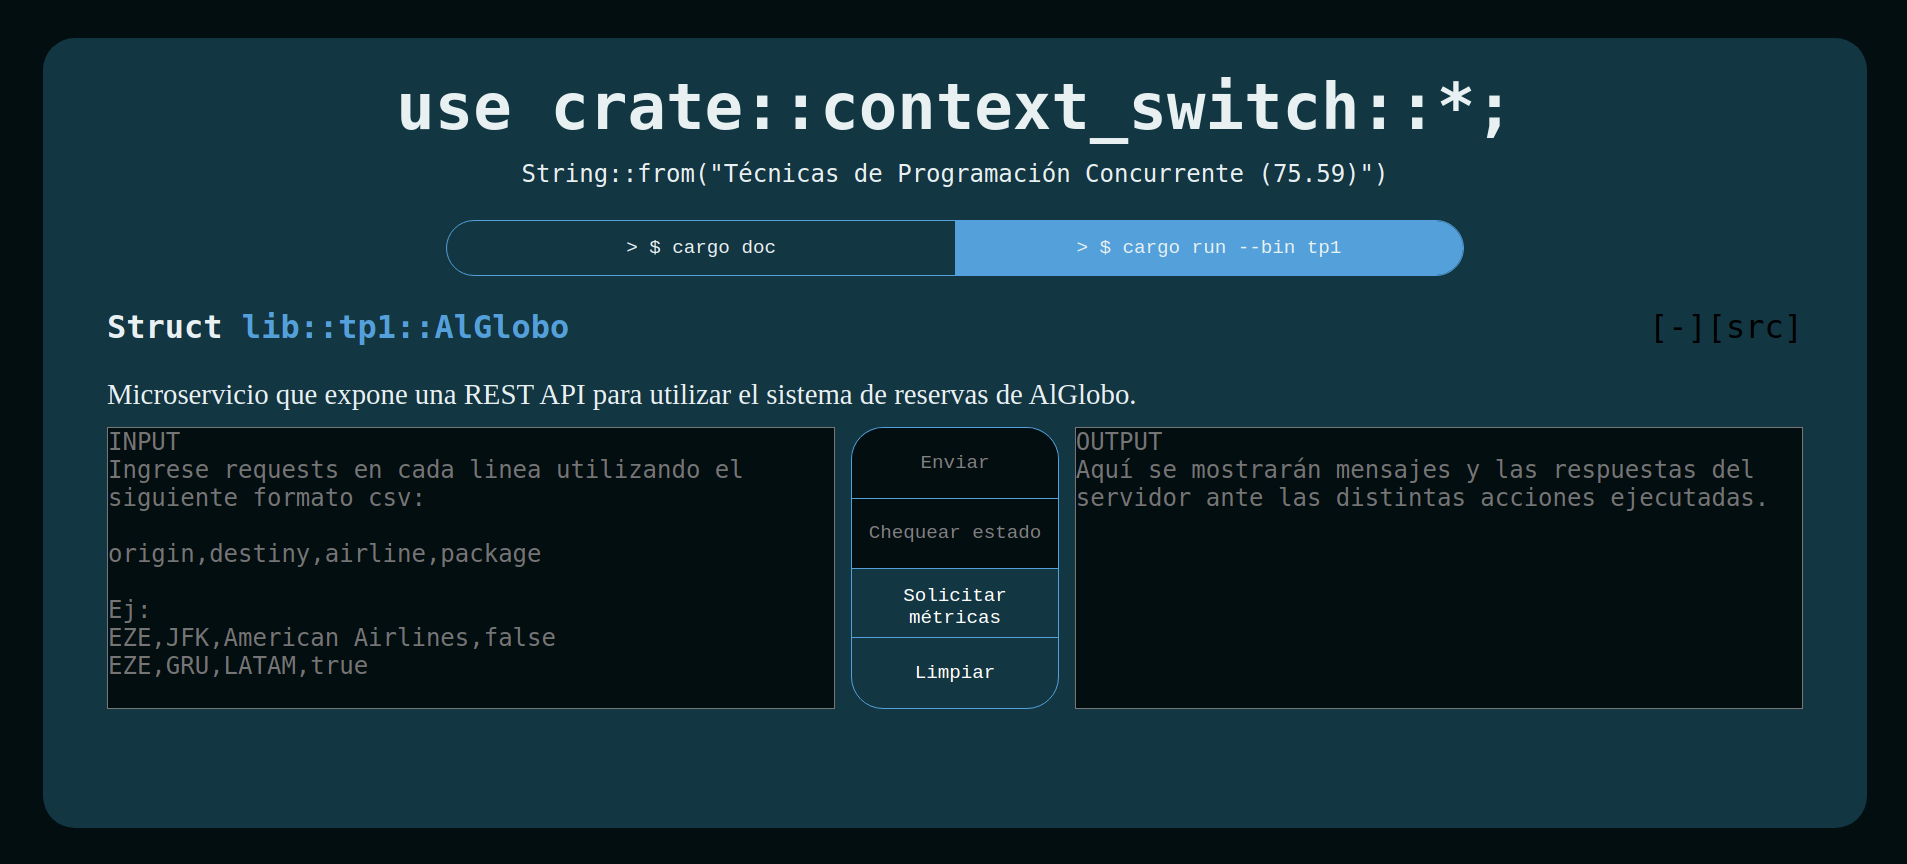 use crate::context_switch::*;
String::from("Técnicas de Programación Concurrente (75.59)")
> $ cargo doc
> $ cargo run --bin tp1
Struct lib::tp1::AlGlobo
[-][src]
Microservicio que expone una REST API para utilizar el sistema de reservas de AlGlobo.
INPUT
Ingrese requests en cada linea utilizando el
siguiente formato csv:
origin,destiny,airline,package
Ej:
EZE,JFK,American Airlines,false
EZE,GRU,LATAM,true
Enviar
Chequear estado
Solicitar
métricas
Limpiar
OUTPUT
Aquí se mostrarán mensajes y las respuestas del
servidor ante las distintas acciones ejecutadas.